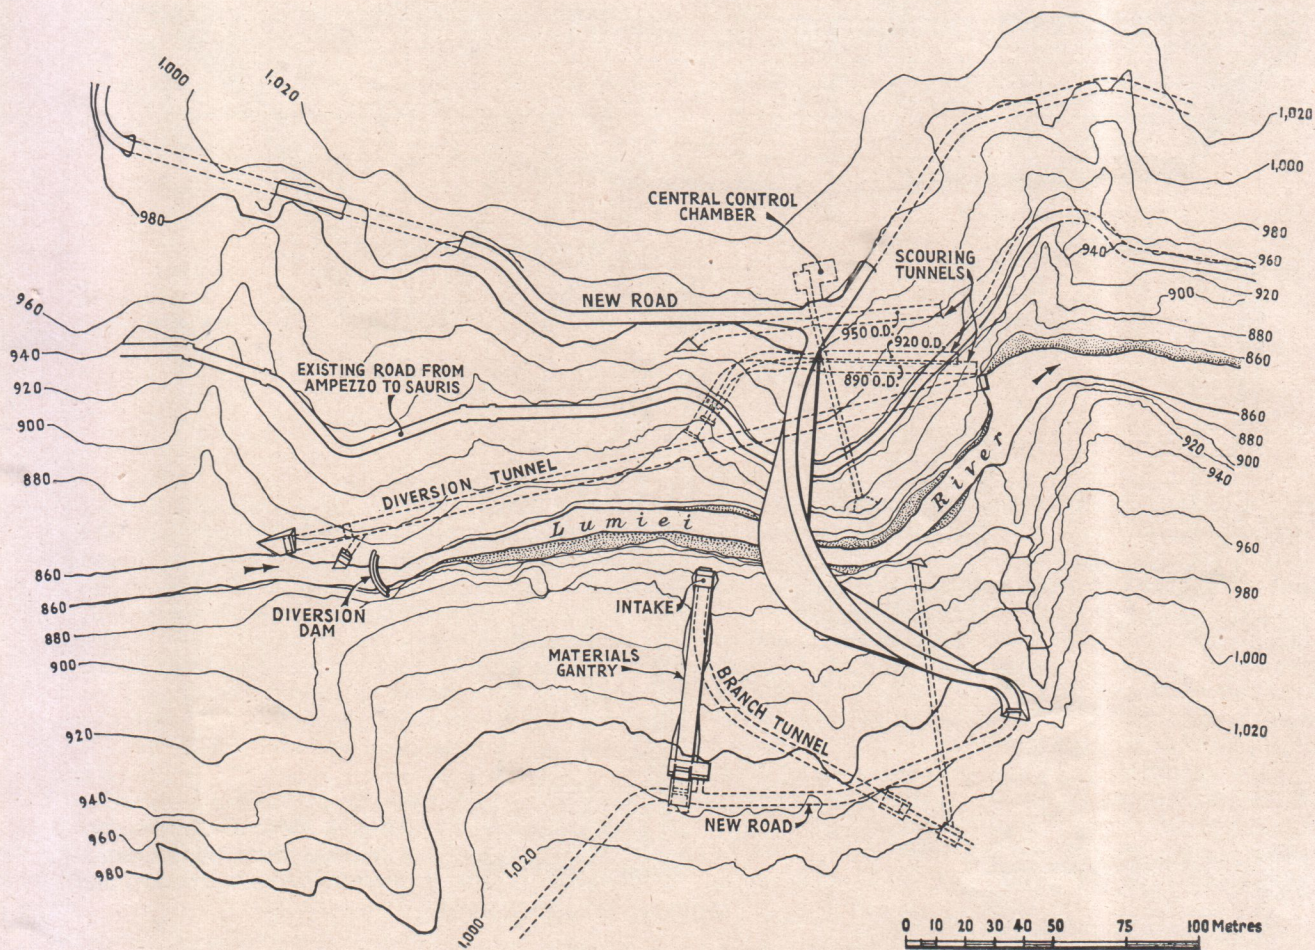 1,000
1,020
980
960
940
920
900
880
860
860
880
900
920
940
960
980
1,000
1,020
CENTRAL CONTROL
CHAMBER
SCOURING
TUNNELS
NEW ROAD
950 O.D.
920 O.D.
890 O.D.
EXISTING ROAD FROM
AMPEZZO TO SAURIS
DIVERSION TUNNEL
Lumiei
River
DIVERSION
DAM
INTAKE
MATERIALS
GANTRY
BRANCH TUNNEL
NEW ROAD
1,020
1,000
980
940
960
900
920
880
860
860
880
920
900
940
960
980
1,000
1,020
0 10 20 30 40 50 75 100 Metres